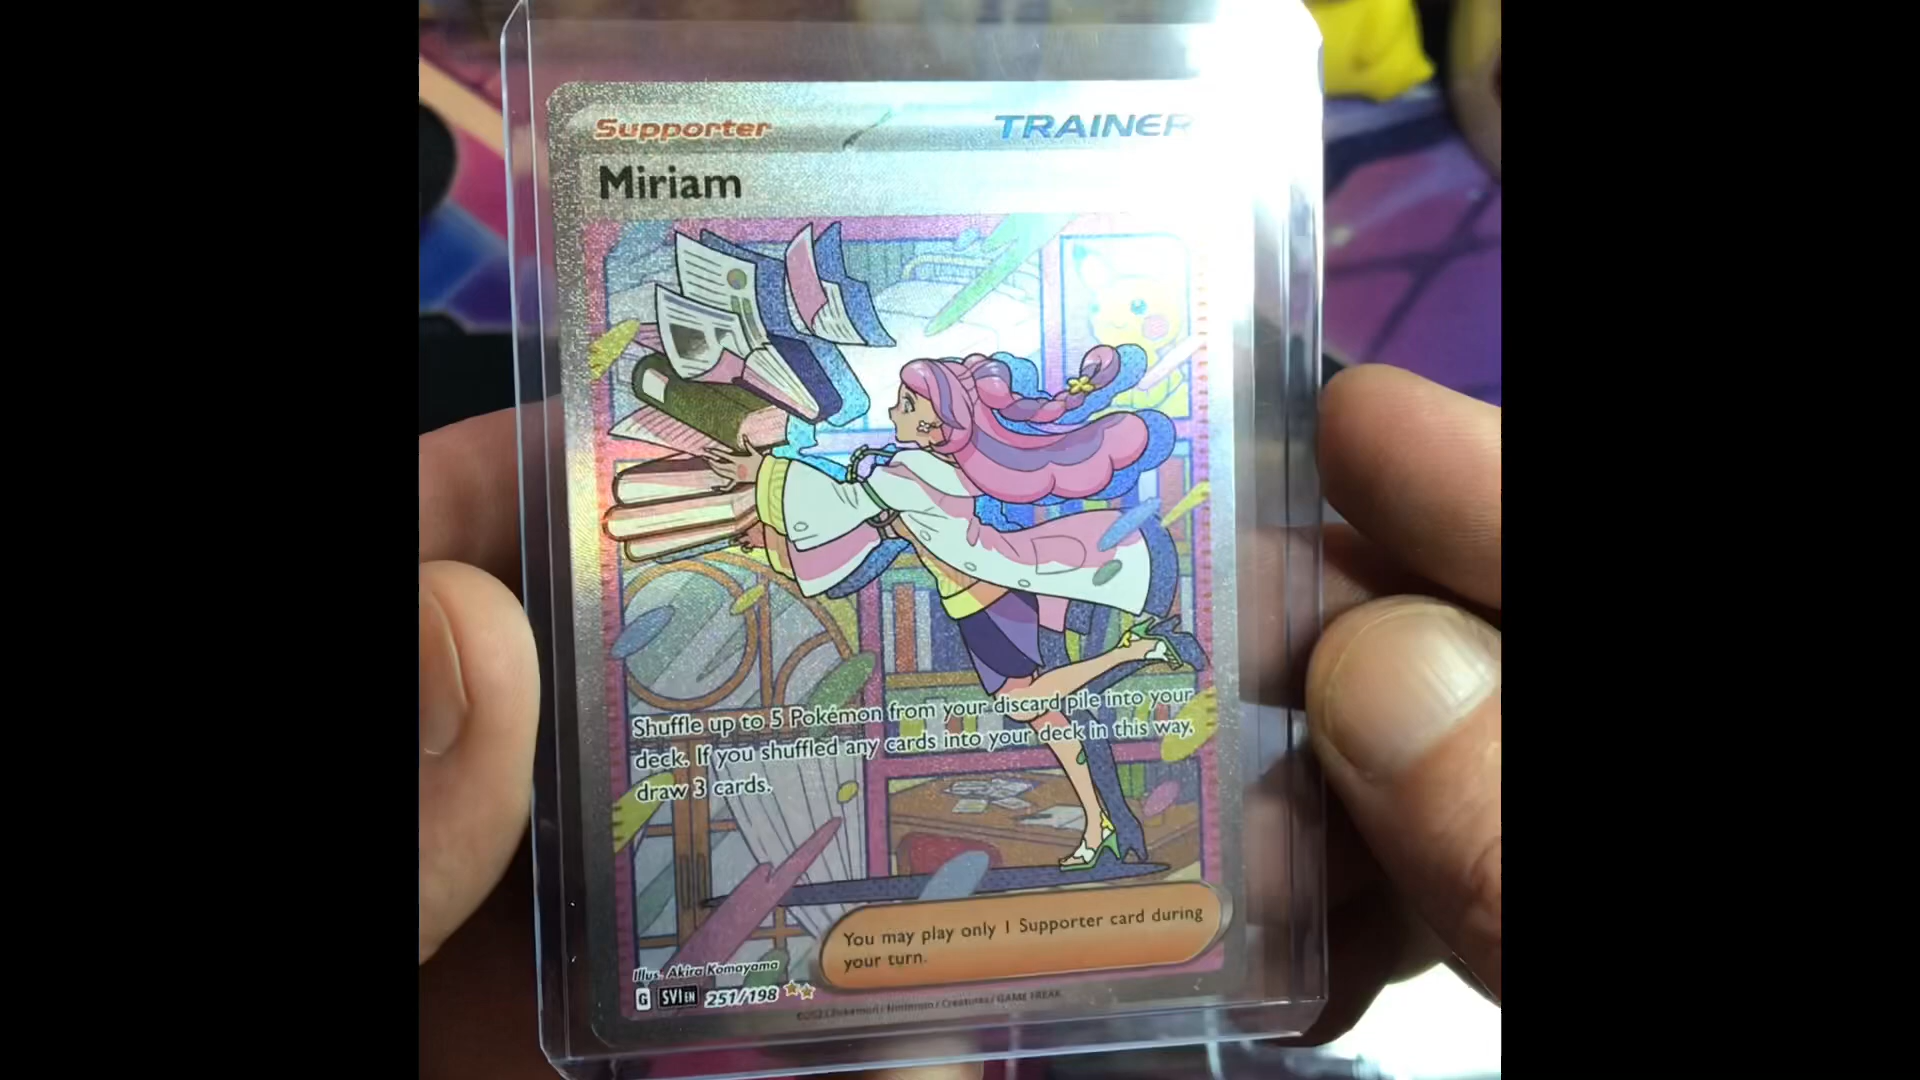 Supporter
TRAINER
Miriam
Shuffle up to 5 Pokémon from your discard pile into your
deck. If you shuffled any cards into your deck in this way,
draw 3 cards.
You may play only 1 Supporter card during
your turn.
Illus. Akira Komayama
G SVI EN 251/198
©2023 Pokémon / Nintendo / Creatures / GAME FREAK